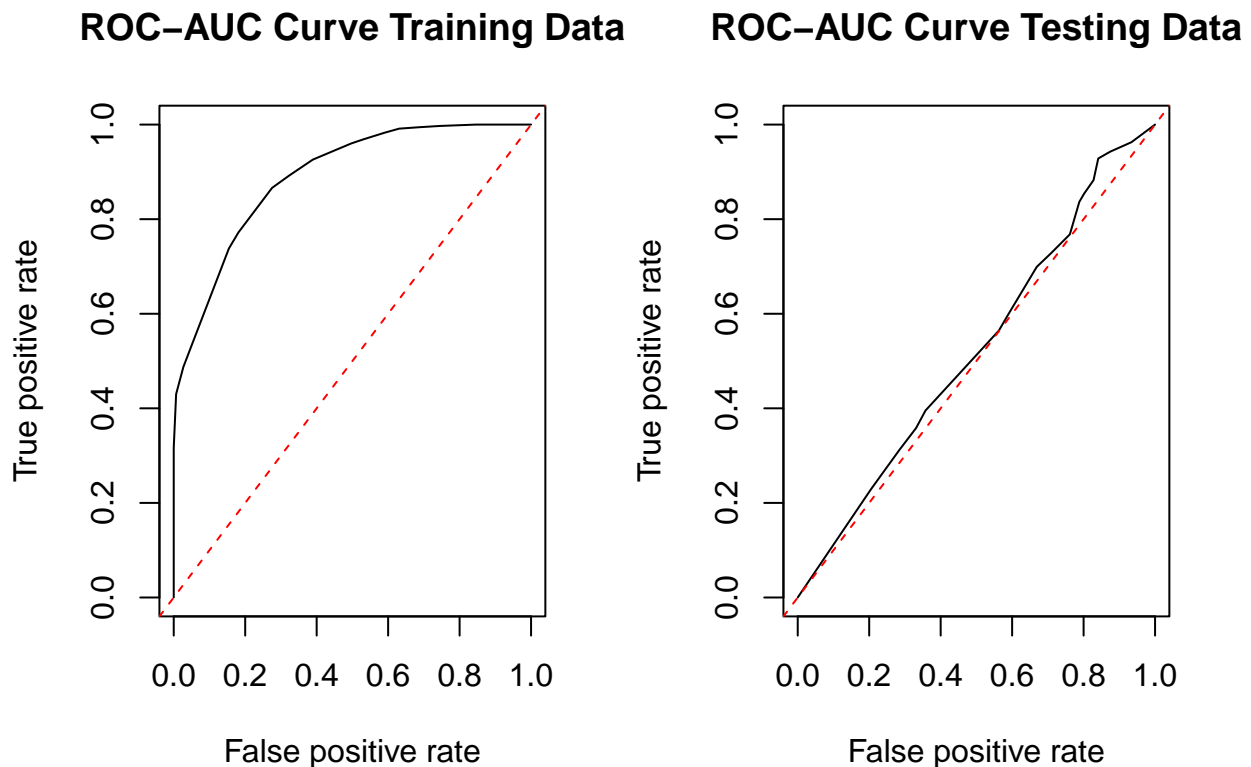 ROC−AUC Curve Training Data
True positive rate
1.0
0.8
0.6
0.4
0.2
0.0
0.0 0.2 0.4 0.6 0.8 1.0
False positive rate
ROC−AUC Curve Testing Data
True positive rate
1.0
0.8
0.6
0.4
0.2
0.0
0.0 0.2 0.4 0.6 0.8 1.0
False positive rate